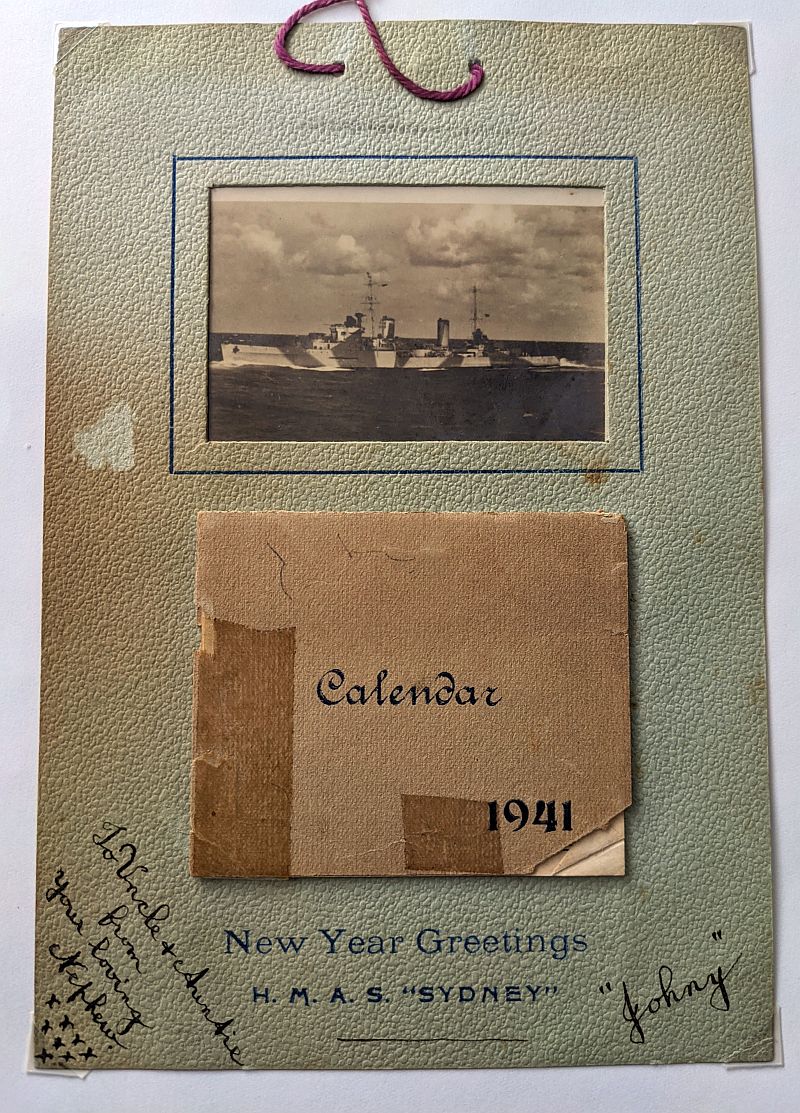 Calendar
1941
New Year Greetings
H. M. A. S. "SYDNEY"
To Uncle + Auntie
from
your loving
Nephew.
"Johny"